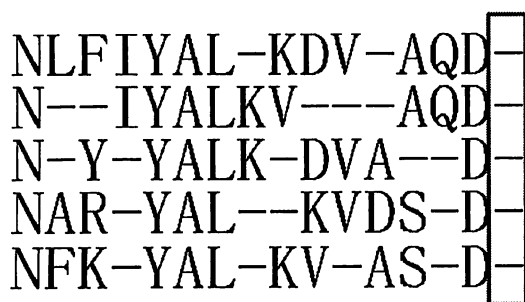 NLFIYAL-KDV-AQD-
N--IYALKV---AQD-
N-Y-YALK-DVA--D-
NAR-YAL--KVDS-D-
NFK-YAL-KV-AS-D-